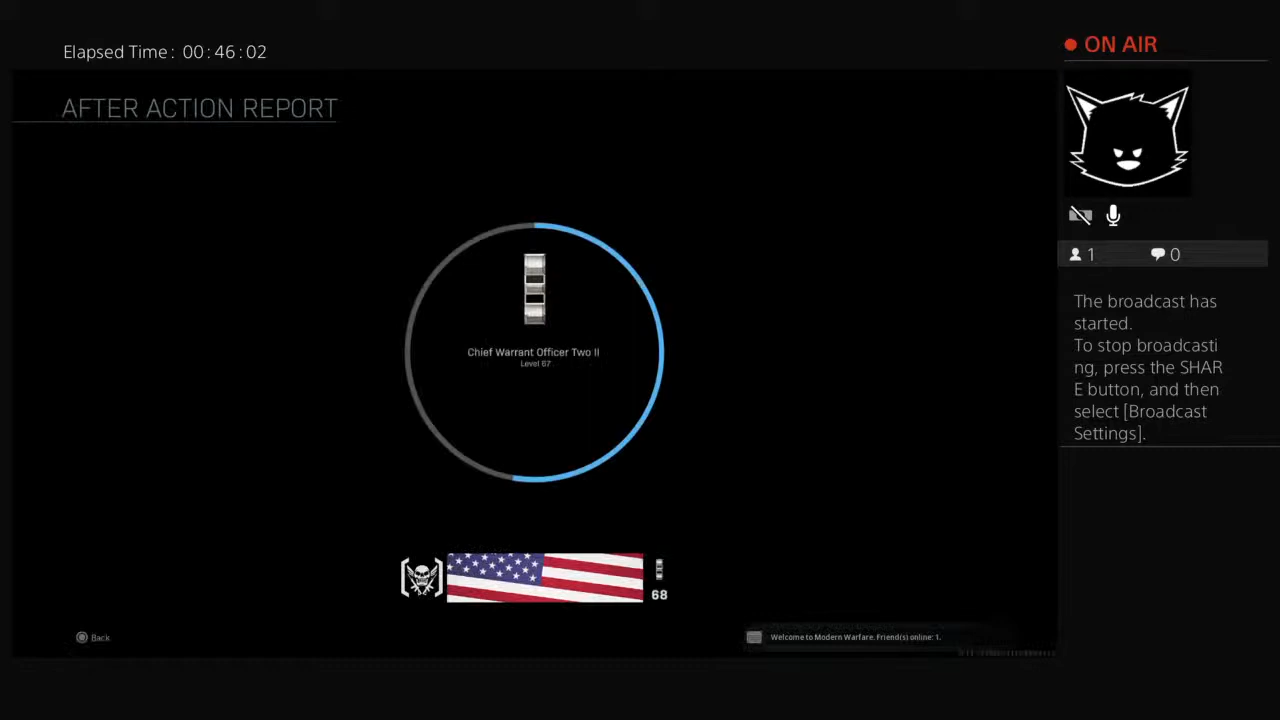 Elapsed Time: 00:46:02
ON AIR
AFTER ACTION REPORT
1
0
The broadcast has
started.
To stop broadcasti
ng, press the SHAR
E button, and then
select [Broadcast
Settings].
Chief Warrant Officer Two II
Level 67
68
Back
Welcome to Modern Warfare. Friend(s) online: 1.